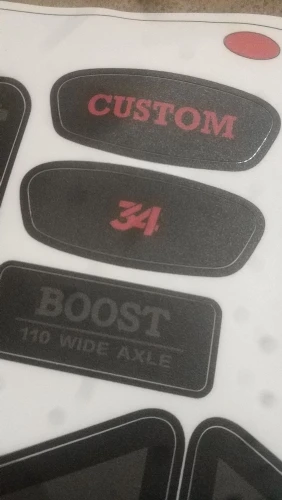 CUSTOM
34
BOOST
110 WIDE AXLE